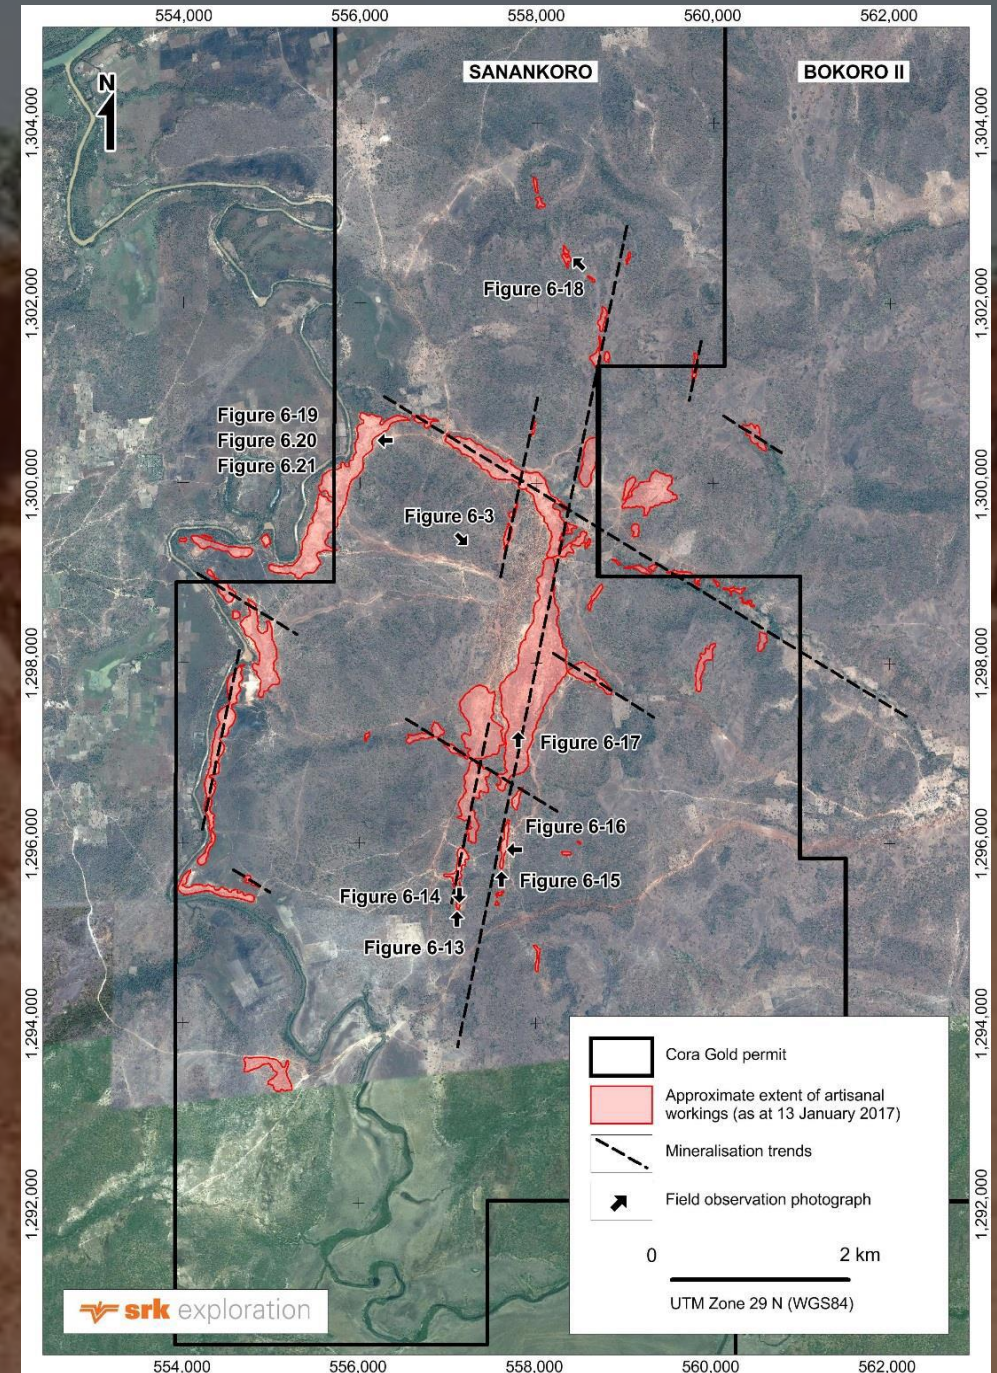 554,000
556,000
558,000
560,000
562,000
SANANKORO
BOKORO II
N
1,304,000
1,304,000
1,302,000
1,302,000
Figure 6-18
Figure 6-19
Figure 6.20
Figure 6.21
1,300,000
1,300,000
Figure 6-3
1,298,000
1,298,000
Figure 6-17
1,296,000
1,296,000
Figure 6-16
Figure 6-15
Figure 6-14
Figure 6-13
1,294,000
1,294,000
Cora Gold permit
Approximate extent of artisanal
workings (as at 13 January 2017)
Mineralisation trends
Field observation photograph
1,292,000
1,292,000
0
2 km
UTM Zone 29 N (WGS84)
srk exploration
554,000
556,000
558,000
560,000
562,000